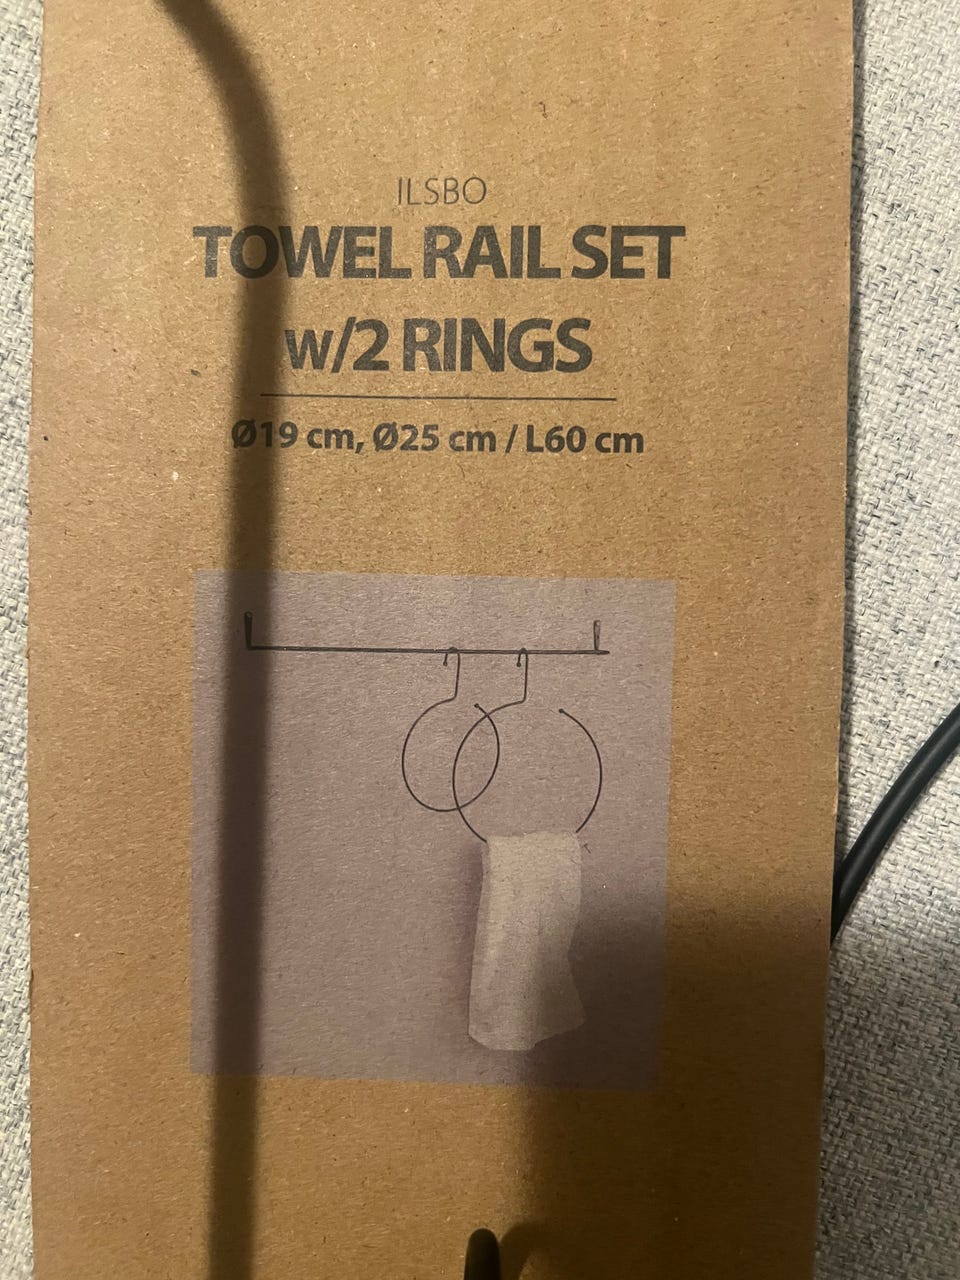 ILSBO
TOWEL RAIL SET
w/2 RINGS
Ø19 cm, Ø25 cm / L60 cm